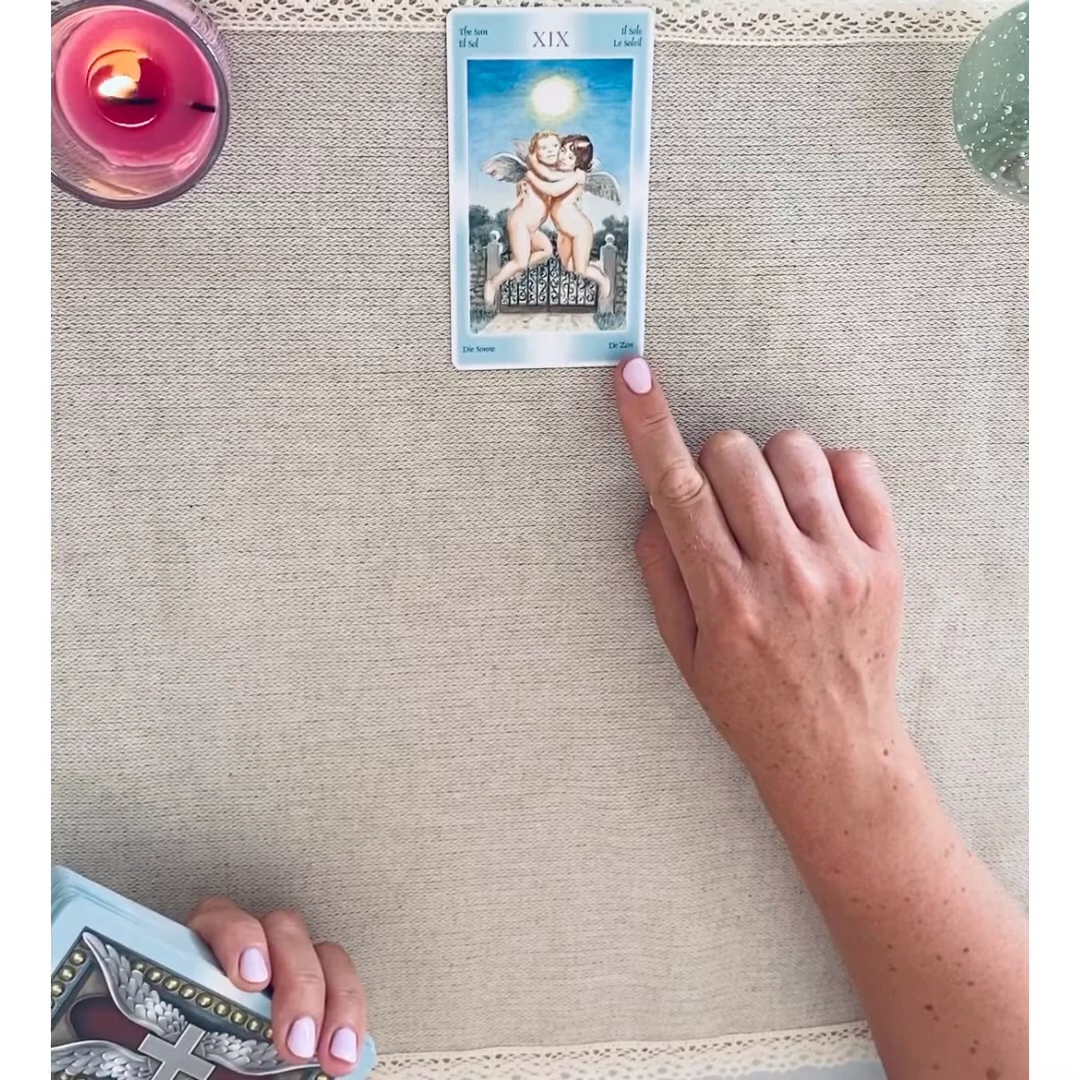 The Sun
El Sol
XIX
Il Sole
Le Soleil
Die Sonne
De Zon